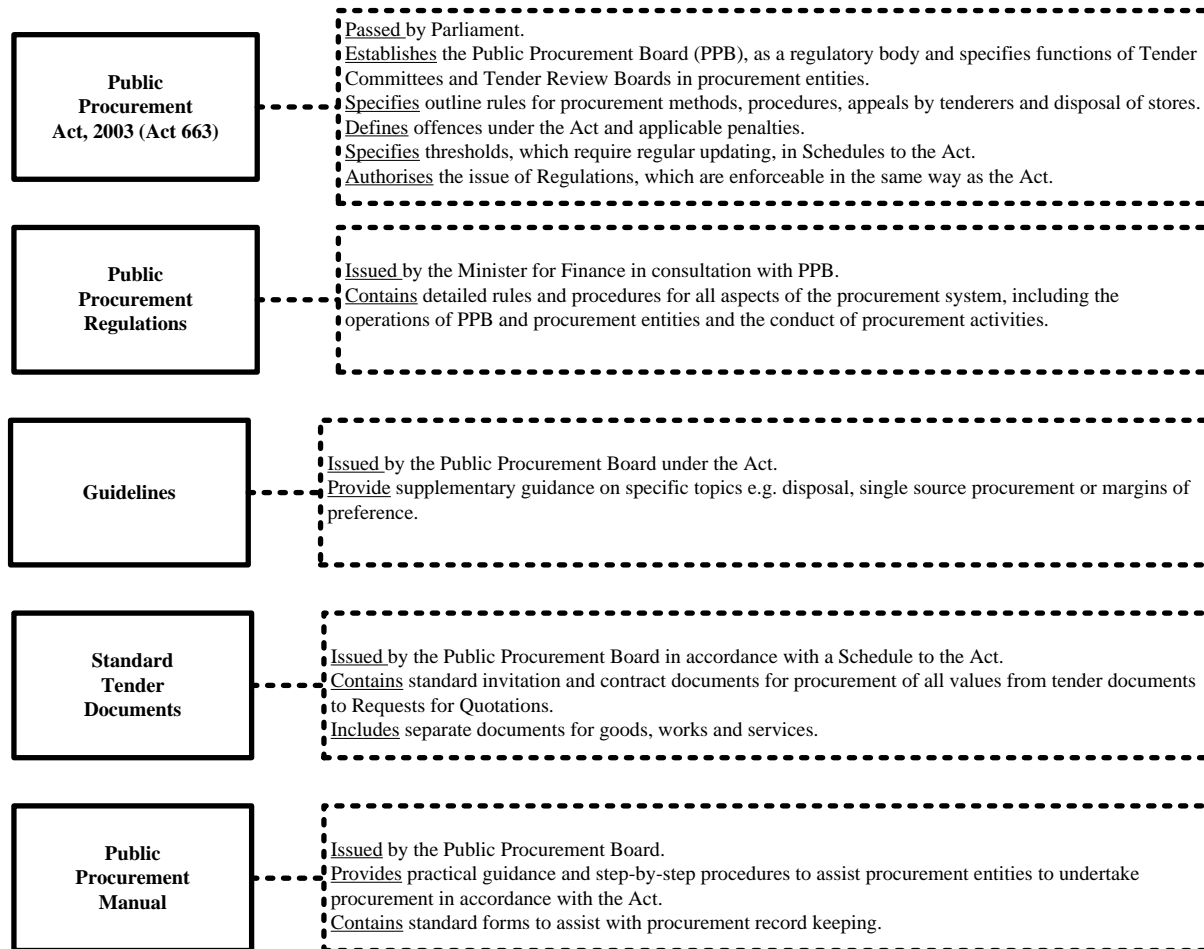 Public
Procurement
Act, 2003 (Act 663)
Passed by Parliament.
Establishes the Public Procurement Board (PPB), as a regulatory body and specifies functions of Tender
Committees and Tender Review Boards in procurement entities.
Specifies outline rules for procurement methods, procedures, appeals by tenderers and disposal of stores.
Defines offences under the Act and applicable penalties.
Specifies thresholds, which require regular updating, in Schedules to the Act.
Authorises the issue of Regulations, which are enforceable in the same way as the Act.
Public
Procurement
Regulations
Issued by the Minister for Finance in consultation with PPB.
Contains detailed rules and procedures for all aspects of the procurement system, including the
operations of PPB and procurement entities and the conduct of procurement activities.
Guidelines
Issued by the Public Procurement Board under the Act.
Provide supplementary guidance on specific topics e.g. disposal, single source procurement or margins of
preference.
Standard
Tender
Documents
Issued by the Public Procurement Board in accordance with a Schedule to the Act.
Contains standard invitation and contract documents for procurement of all values from tender documents
to Requests for Quotations.
Includes separate documents for goods, works and services.
Public
Procurement
Manual
Issued by the Public Procurement Board.
Provides practical guidance and step-by-step procedures to assist procurement entities to undertake
procurement in accordance with the Act.
Contains standard forms to assist with procurement record keeping.